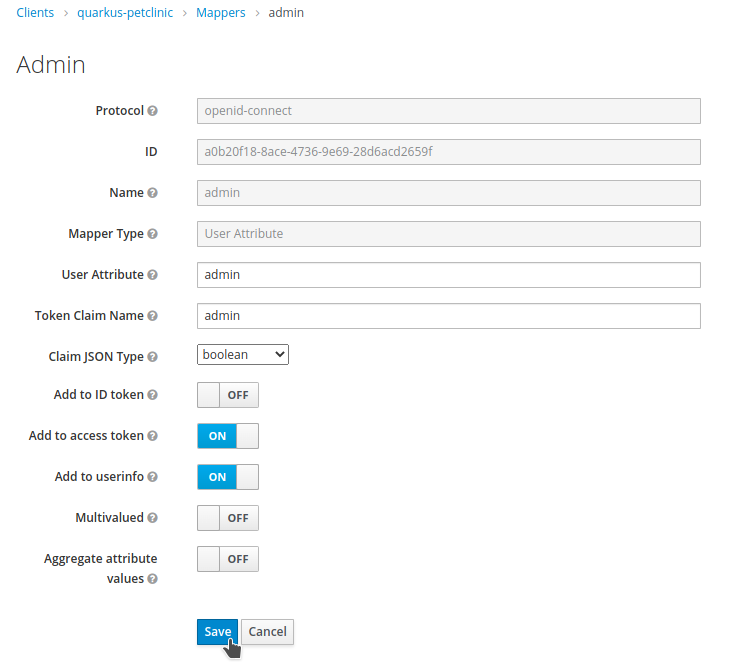 Clients > quarkus-petclinic > Mappers > admin
Admin
Protocol openid-connect
ID a0b20f18-8ace-4736-9e69-28d6acd2659f
Name admin
Mapper Type User Attribute
User Attribute admin
Token Claim Name admin
Claim JSON Type boolean
Add to ID token OFF
Add to access token ON
Add to userinfo ON
Multivalued OFF
Aggregate attribute OFF
values
Save Cancel